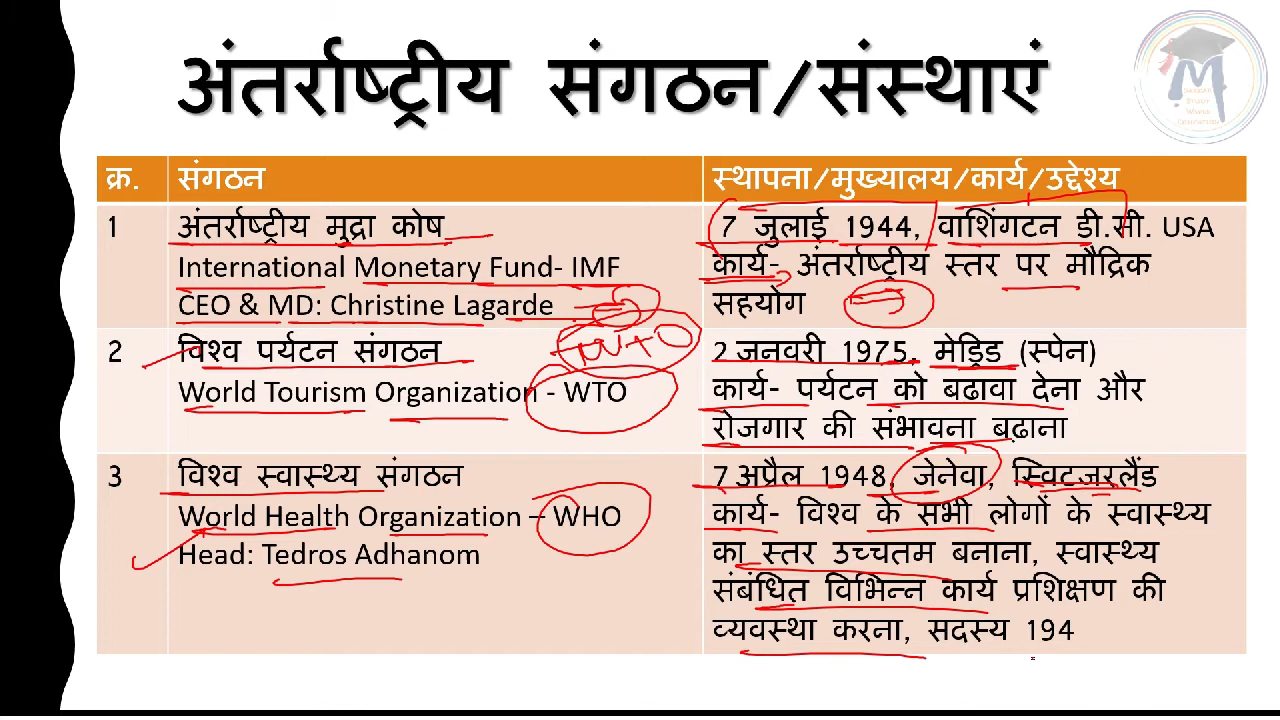 अंतर्राष्ट्रीय संगठन/संस्थाएं
क्र. संगठन स्थापना/मुख्यालय/कार्य/उद्देश्य
1 अंतर्राष्ट्रीय मुद्रा कोष
International Monetary Fund- IMF
CEO & MD: Christine Lagarde
7 जुलाई 1944, वाशिंगटन डी.सी. USA
कार्य- अंतर्राष्ट्रीय स्तर पर मौद्रिक
सहयोग
2 विश्व पर्यटन संगठन
World Tourism Organization - WTO
2 जनवरी 1975, मेड्रिड (स्पेन)
कार्य- पर्यटन को बढावा देना और
रोजगार की संभावना बढ़ाना
3 विश्व स्वास्थ्य संगठन
World Health Organization – WHO
Head: Tedros Adhanom
7 अप्रैल 1948, जेनेवा, स्विटजरलैंड
कार्य- विश्व के सभी लोगों के स्वास्थ्य
का स्तर उच्चतम बनाना, स्वास्थ्य
संबंधित विभिन्न कार्य प्रशिक्षण की
व्यवस्था करना, सदस्य 194